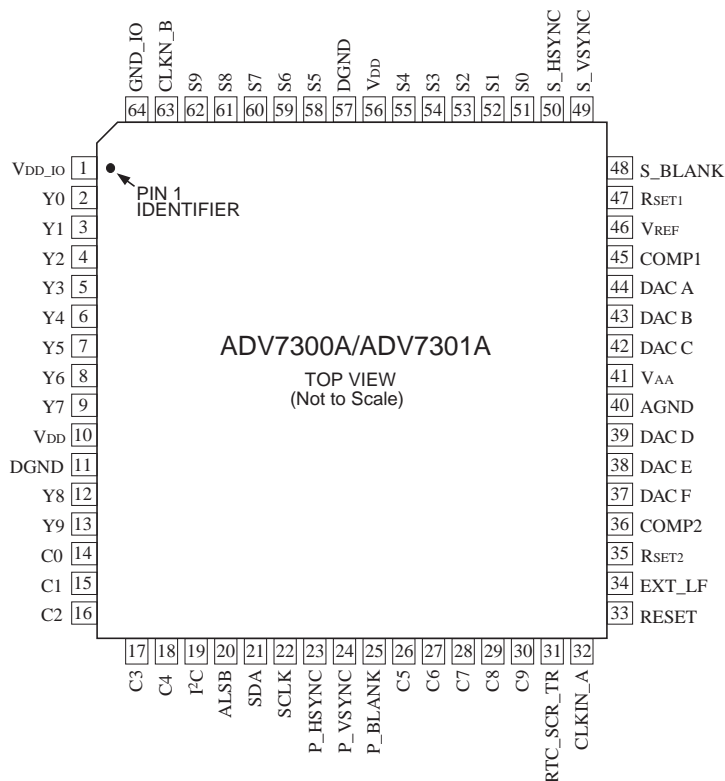 GND_IO
CLKN_B
S9
S8
S7
S6
S5
DGND
VDD
S4
S3
S2
S1
S0
S_HSYNC
S_VSYNC
64 63 62 61 60 59 58 57 56 55 54 53 52 51 50 49
VDD_IO 1
Y0 2
Y1 3
Y2 4
Y3 5
Y4 6
Y5 7
Y6 8
Y7 9
VDD 10
DGND 11
Y8 12
Y9 13
C0 14
C1 15
C2 16
PIN 1
IDENTIFIER
ADV7300A/ADV7301A
TOP VIEW
(Not to Scale)
48 S_BLANK
47 RSET1
46 VREF
45 COMP1
44 DAC A
43 DAC B
42 DAC C
41 VAA
40 AGND
39 DAC D
38 DAC E
37 DAC F
36 COMP2
35 RSET2
34 EXT_LF
33 RESET
17 18 19 20 21 22 23 24 25 26 27 28 29 30 31 32
C3
C4
I²C
ALSB
SDA
SCLK
P_HSYNC
P_VSYNC
P_BLANK
C5
C6
C7
C8
C9
RTC_SCR_TR
CLKIN_A